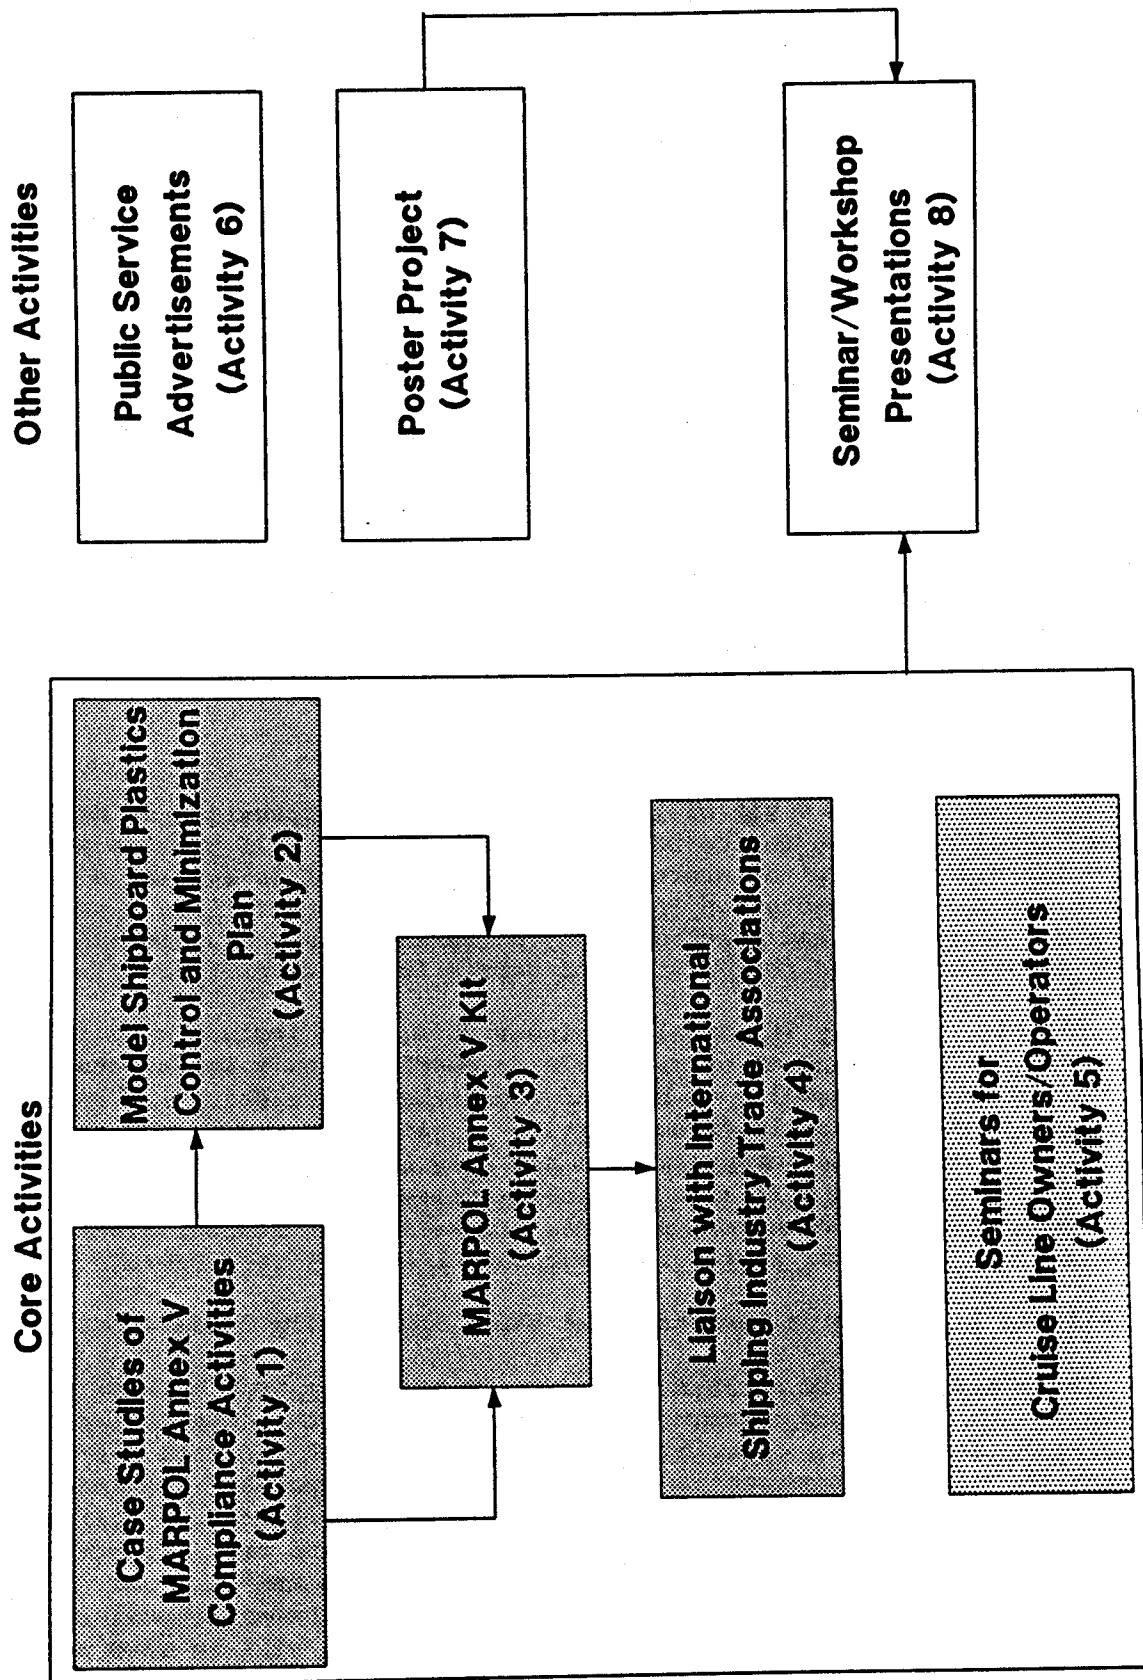 Core Activities
Case Studies of
MARPOL Annex V
Compliance Activities
(Activity 1)
Model Shipboard Plastics
Control and Minimization
Plan
(Activity 2)
MARPOL Annex V Kit
(Activity 3)
Liaison with International
Shipping Industry Trade Associations
(Activity 4)
Seminars for
Cruise Line Owners/Operators
(Activity 5)
Other Activities
Public Service
Advertisements
(Activity 6)
Poster Project
(Activity 7)
Seminar/Workshop
Presentations
(Activity 8)